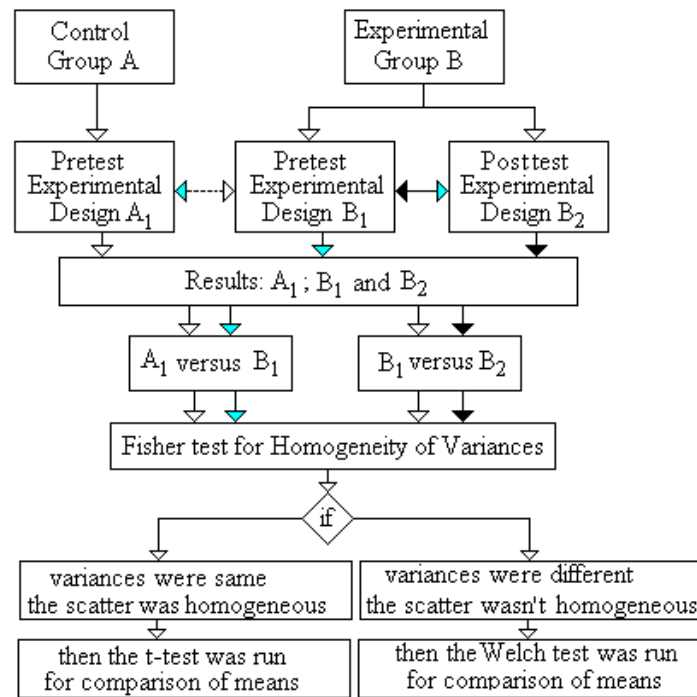 Control
Group A
Experimental
Group B
Pretest
Experimental
Design A₁
Pretest
Experimental
Design B₁
Posttest
Experimental
Design B₂
Results: A₁ ; B₁ and B₂
A₁ versus B₁
B₁ versus B₂
Fisher test for Homogeneity of Variances
if
variances were same
the scatter was homogeneous
variances were different
the scatter wasn't homogeneous
then the t-test was run
for comparison of means
then the Welch test was run
for comparison of means